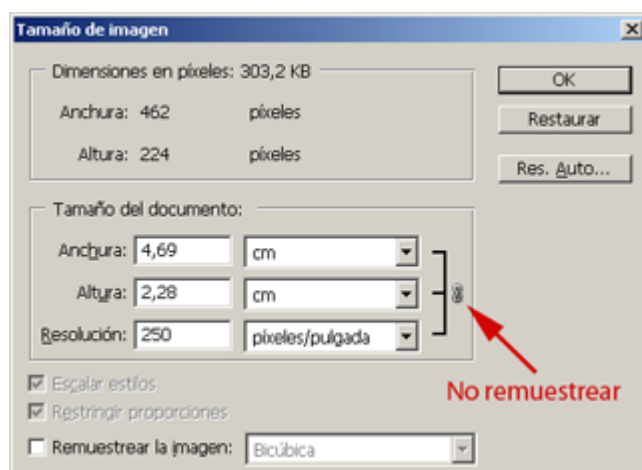 Tamaño de imagen
Dimensiones en píxeles: 303,2 KB
OK
Anchura: 462 píxeles
Restaurar
Altura: 224 píxeles
Res. Auto...
Tamaño del documento:
Anchura: 4,69 cm
Altura: 2,28 cm
Resolución: 250 píxeles/pulgada
No remuestrear
Escalar estilos
Restringir proporciones
Remuestrear la imagen: Bicúbica